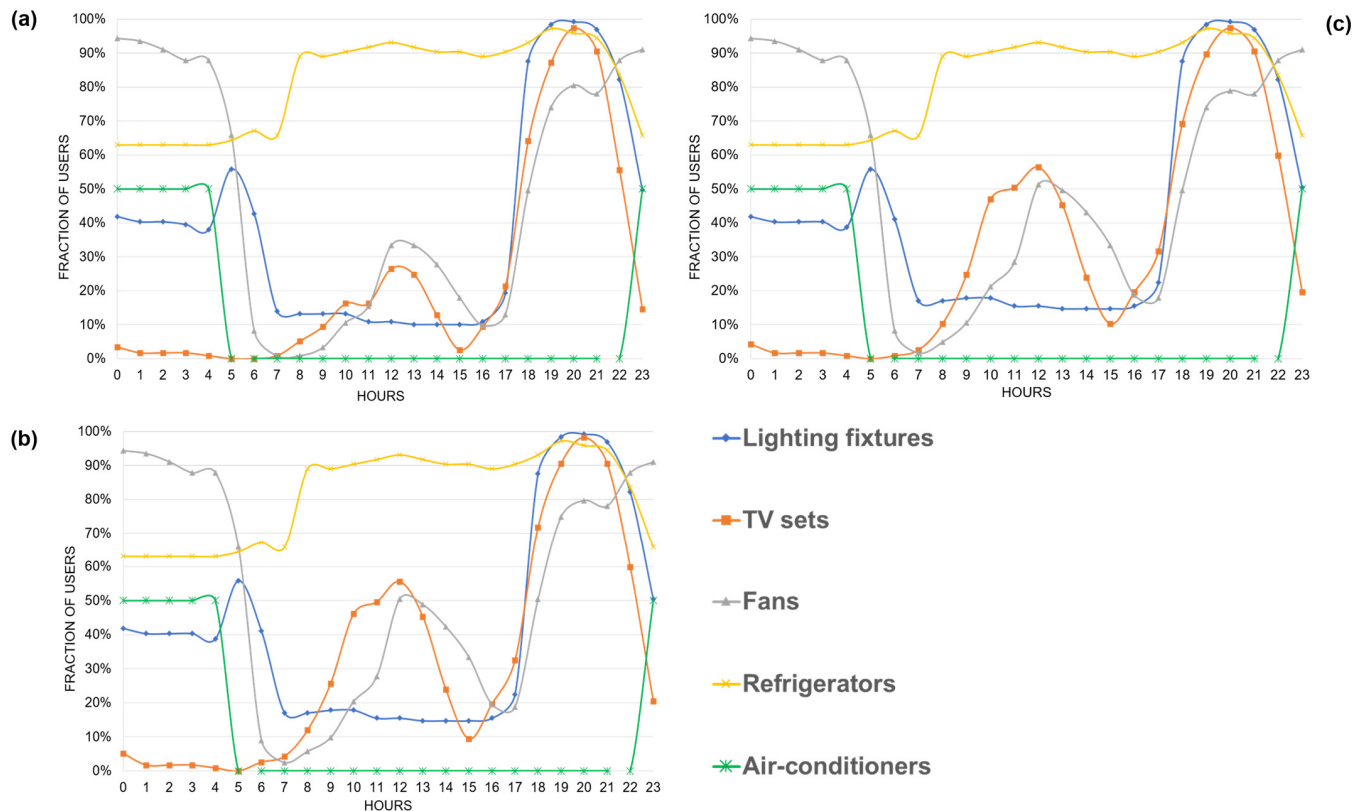 (a)
FRACTION OF USERS
100%
90%
80%
70%
60%
50%
40%
30%
20%
10%
0%
0 1 2 3 4 5 6 7 8 9 10 11 12 13 14 15 16 17 18 19 20 21 22 23
HOURS
(c)
FRACTION OF USERS
100%
90%
80%
70%
60%
50%
40%
30%
20%
10%
0%
0 1 2 3 4 5 6 7 8 9 10 11 12 13 14 15 16 17 18 19 20 21 22 23
HOURS
(b)
FRACTION OF USERS
100%
90%
80%
70%
60%
50%
40%
30%
20%
10%
0%
0 1 2 3 4 5 6 7 8 9 10 11 12 13 14 15 16 17 18 19 20 21 22 23
HOURS
Lighting fixtures
TV sets
Fans
Refrigerators
Air-conditioners